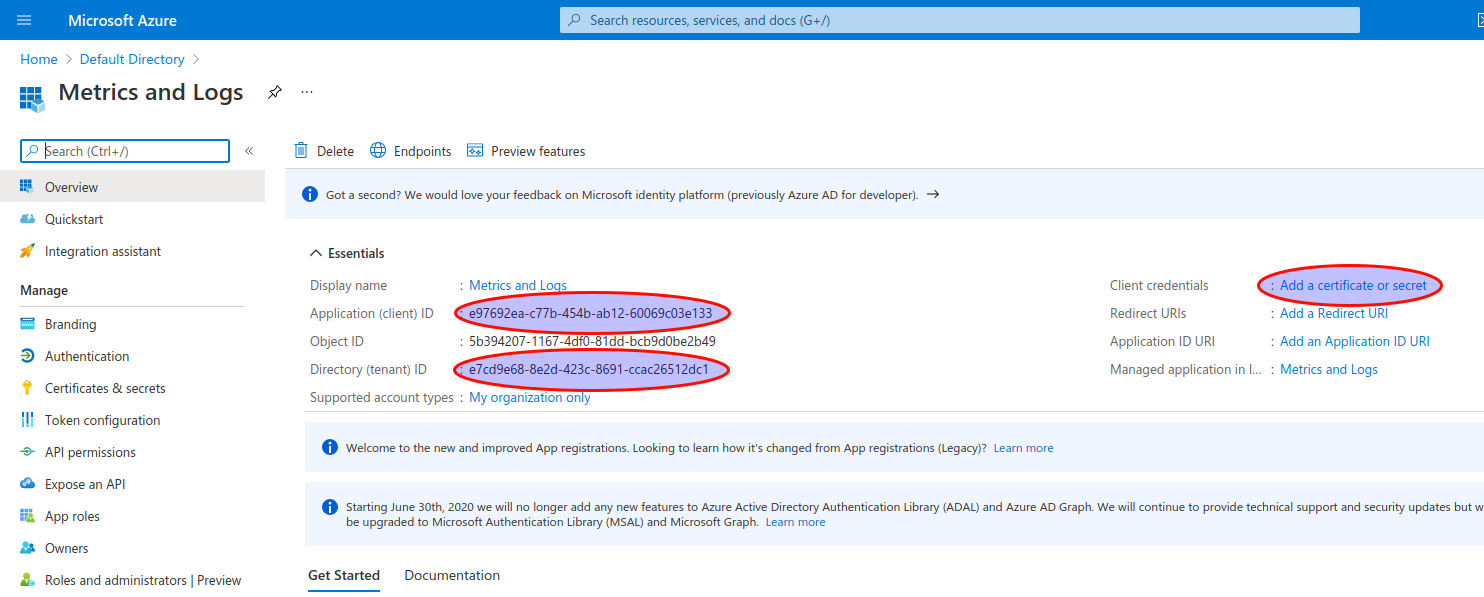 Microsoft Azure
Search resources, services, and docs (G+/)
Home > Default Directory >
Metrics and Logs ...
Search (Ctrl+/) «
Overview
Quickstart
Integration assistant
Manage
Branding
Authentication
Certificates & secrets
Token configuration
API permissions
Expose an API
App roles
Owners
Roles and administrators | Preview
Delete Endpoints Preview features
Got a second? We would love your feedback on Microsoft identity platform (previously Azure AD for developer). →
Essentials
Display name : Metrics and Logs
Application (client) ID : e97692ea-c77b-454b-ab12-60069c03e133
Object ID : 5b394207-1167-4df0-81dd-bcb9d0be2b49
Directory (tenant) ID : e7cd9e68-8e2d-423c-8691-ccac26512dc1
Supported account types : My organization only
Client credentials : Add a certificate or secret
Redirect URIs : Add a Redirect URI
Application ID URI : Add an Application ID URI
Managed application in l... : Metrics and Logs
Welcome to the new and improved App registrations. Looking to learn how it's changed from App registrations (Legacy)? Learn more
Starting June 30th, 2020 we will no longer add any new features to Azure Active Directory Authentication Library (ADAL) and Azure AD Graph. We will continue to provide technical support and security updates but w
be upgraded to Microsoft Authentication Library (MSAL) and Microsoft Graph. Learn more
Get Started Documentation